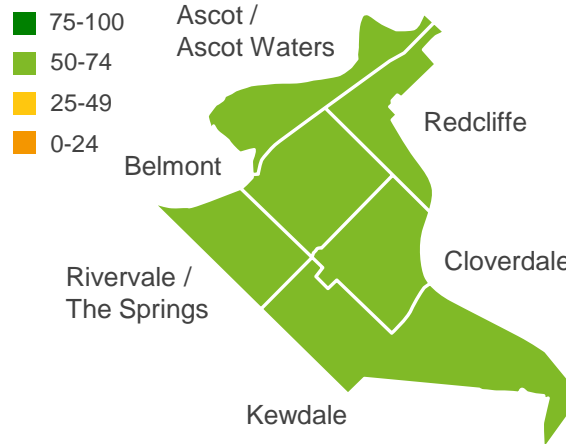 75-100
50-74
25-49
0-24
Ascot /
Ascot Waters
Redcliffe
Belmont
Cloverdale
Rivervale /
The Springs
Kewdale